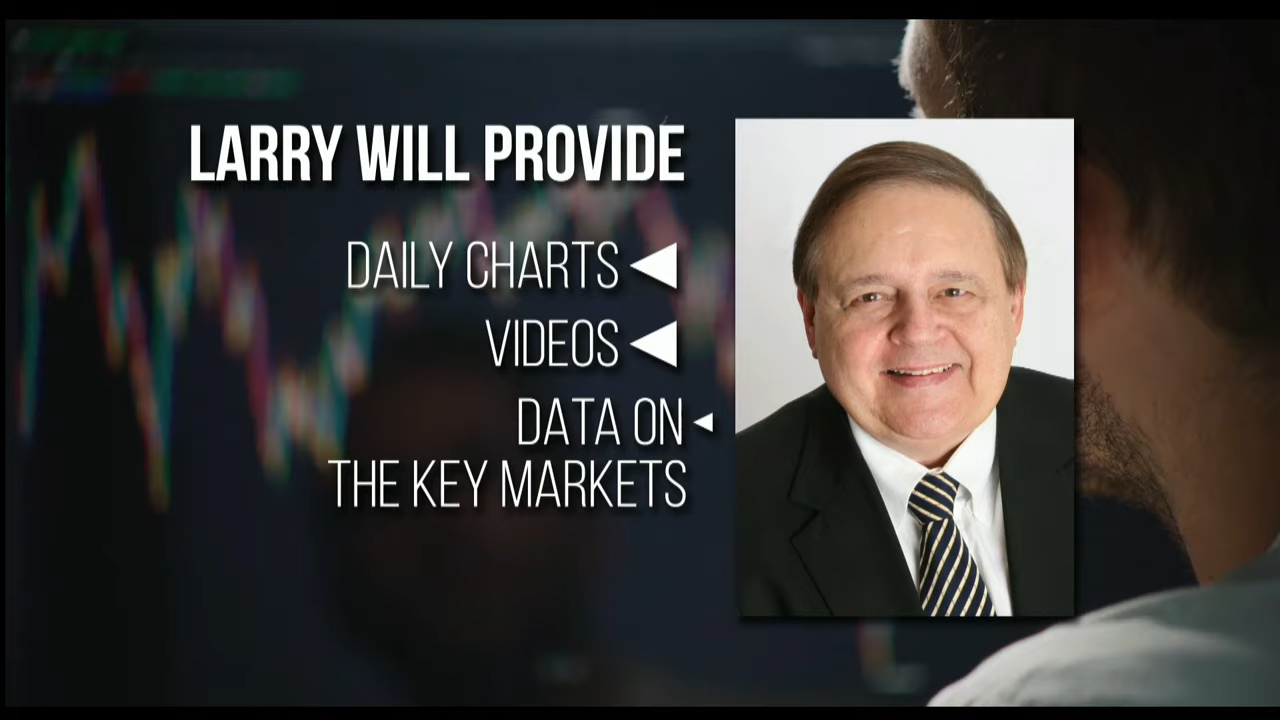 LARRY WILL PROVIDE
DAILY CHARTS
VIDEOS
DATA ON
THE KEY MARKETS